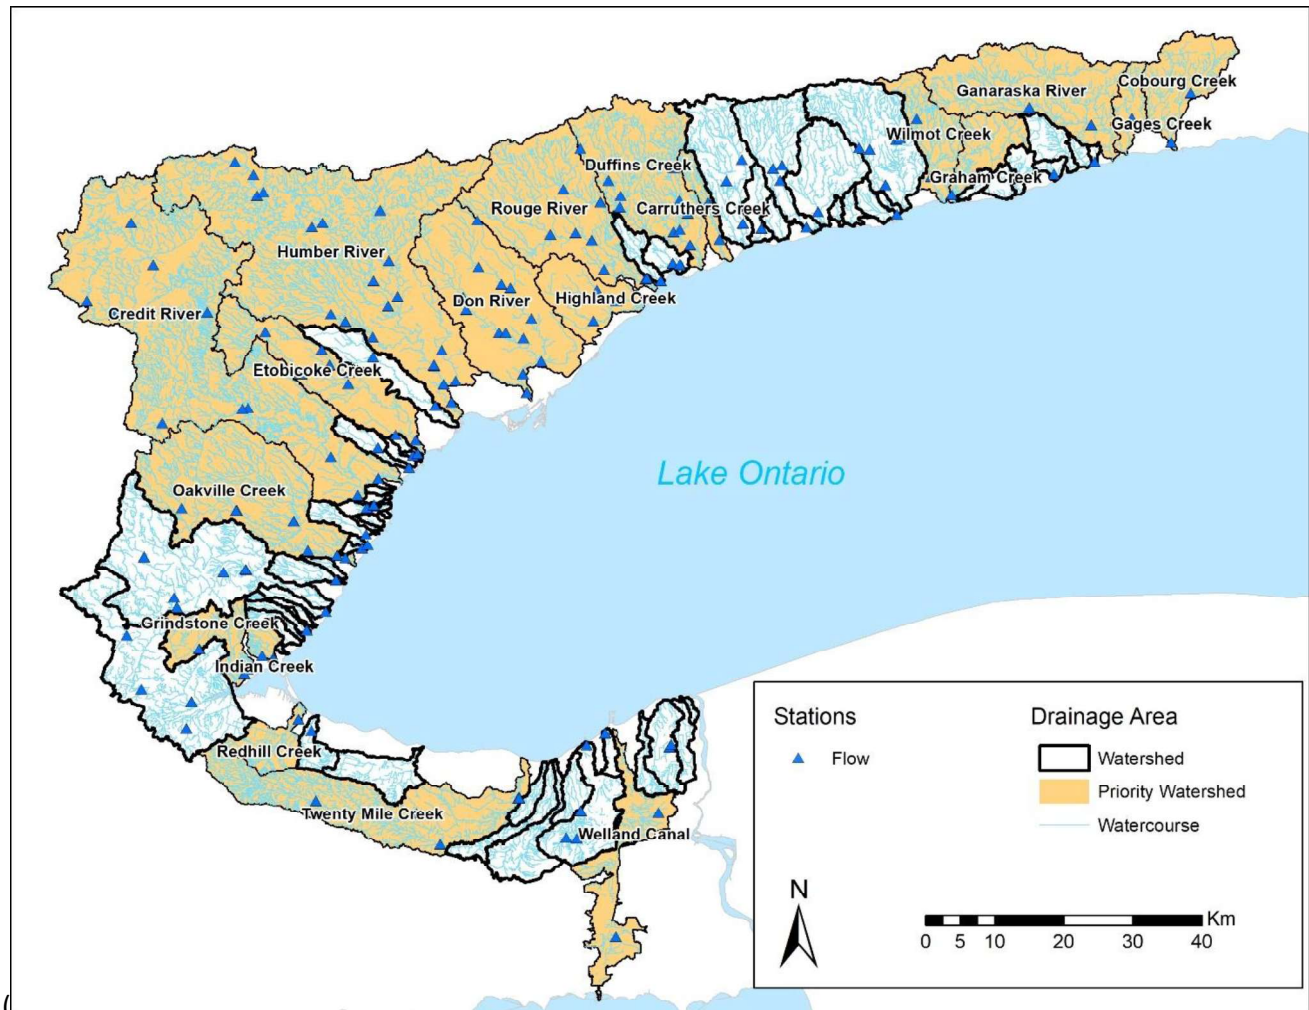 Cobourg Creek
Ganaraska River
Gages Creek
Wilmot Creek
Duffins Creek
Graham Creek
Rouge River
Carruthers Creek
Humber River
Don River
Highland Creek
Credit River
Etobicoke Creek
Lake Ontario
Oakville Creek
Grindstone Creek
Indian Creek
Redhill Creek
Twenty Mile Creek
Welland Canal
Stations
Flow
Drainage Area
Watershed
Priority Watershed
Watercourse
N
Km
0 5 10 20 30 40
(